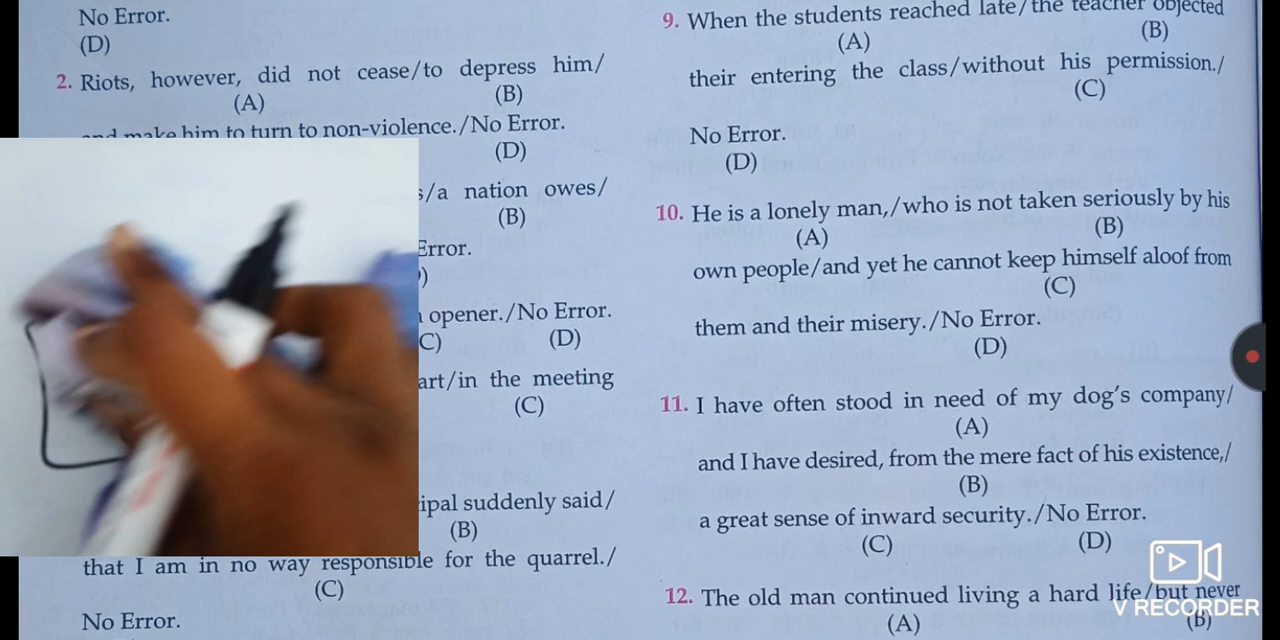 No Error.
(D)
2. Riots, however, did not cease/to depress him/
(A) (B)
and make him to turn to non-violence./No Error.
(D)
/a nation owes/
(B)
Error.
)
opener./No Error.
C) (D)
art/in the meeting
(C)
ipal suddenly said/
(B)
that I am in no way responsible for the quarrel./
(C)
No Error.
9. When the students reached late/the teacher objected
(A) (B)
their entering the class/without his permission./
(C)
No Error.
(D)
10. He is a lonely man,/who is not taken seriously by his
(A) (B)
own people/and yet he cannot keep himself aloof from
(C)
them and their misery./No Error.
(D)
11. I have often stood in need of my dog's company/
(A)
and I have desired, from the mere fact of his existence,/
(B)
a great sense of inward security./No Error.
(C) (D)
12. The old man continued living a hard life/but never
(A) (B)
V RECORDER